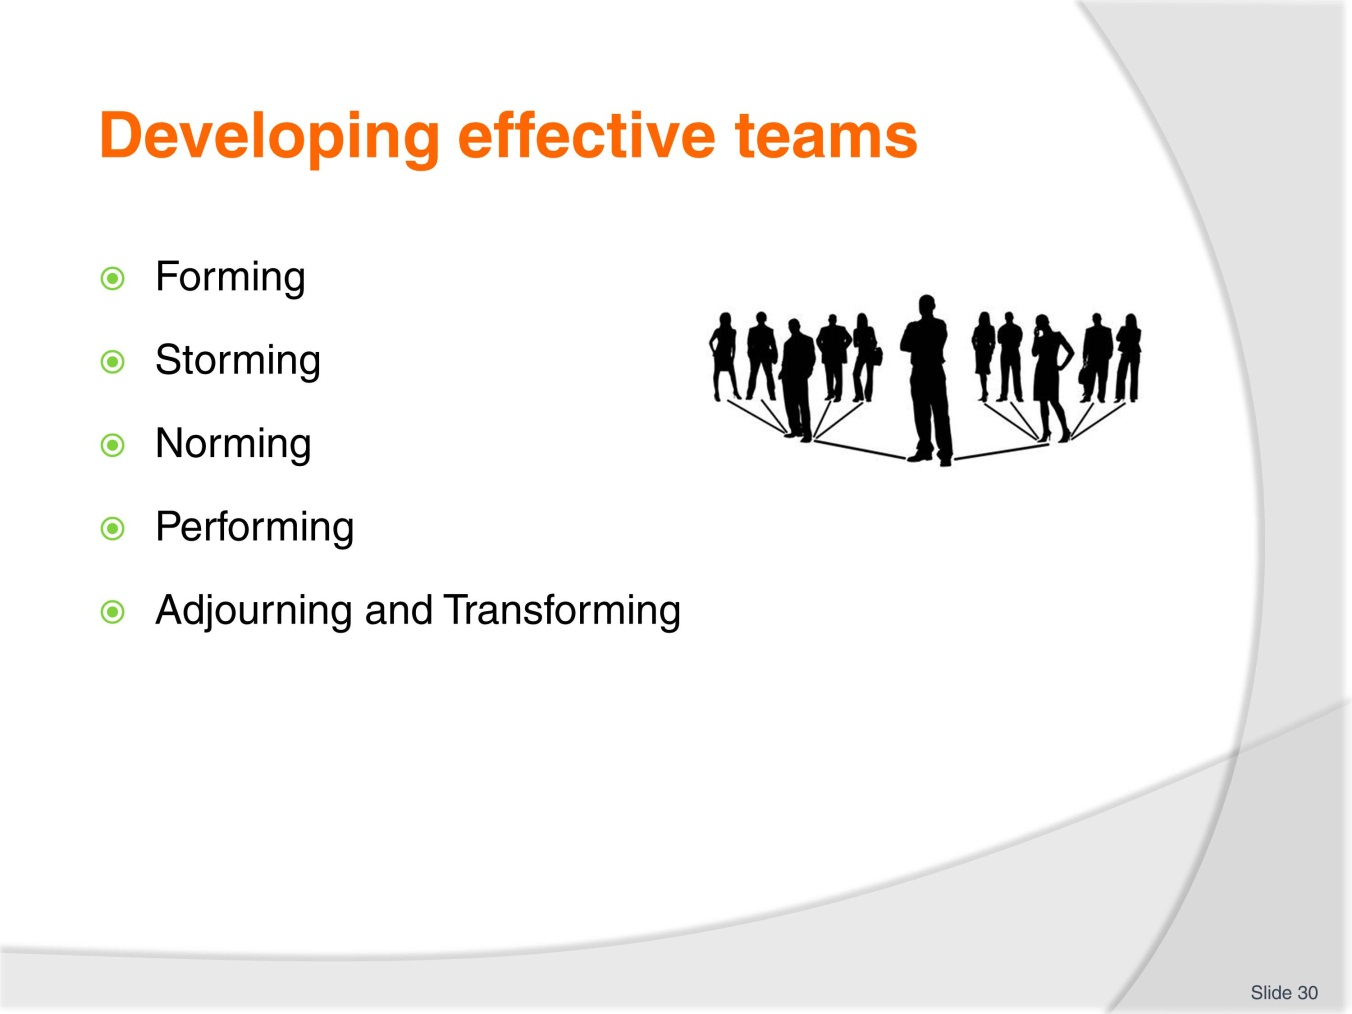 Developing effective teams
Forming
Storming
Norming
Performing
Adjourning and Transforming
Slide 30